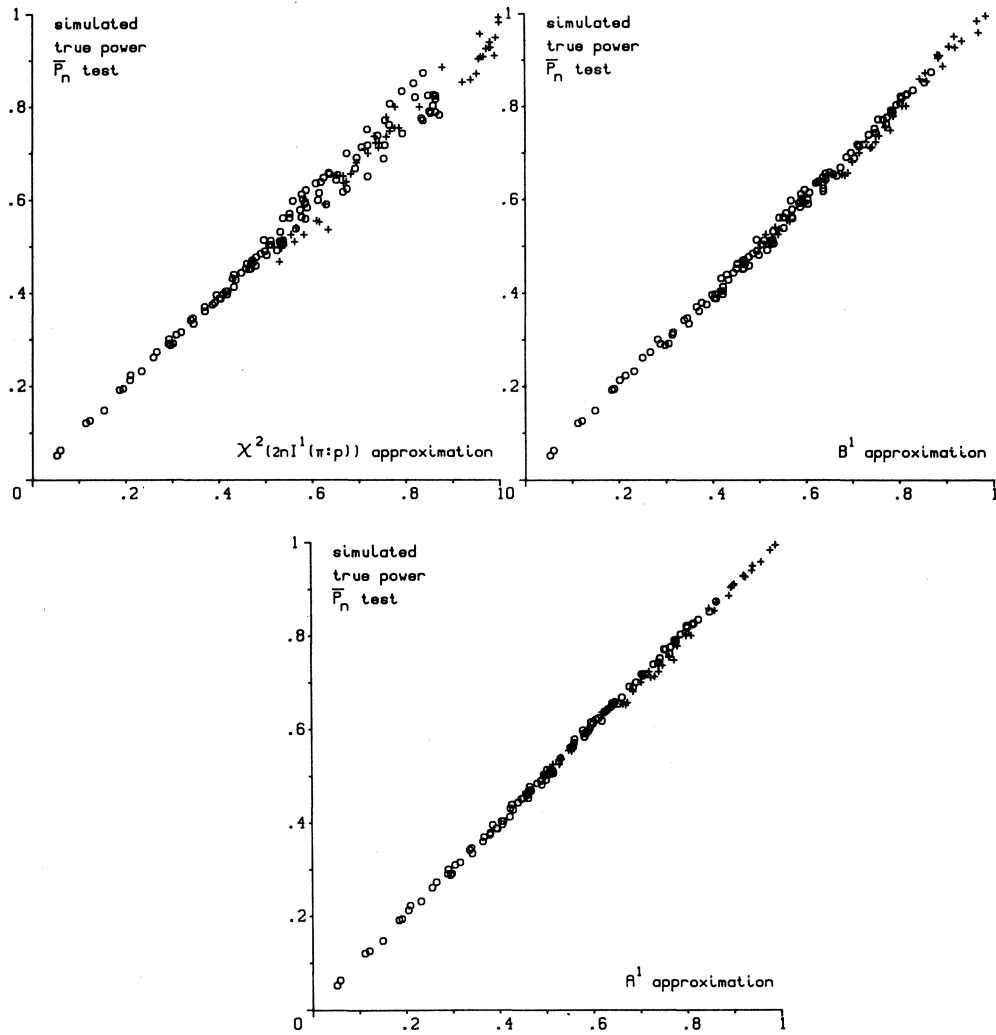 1
simulated
true power
P̅n test
.8
.6
.4
.2
χ²(2nI¹(π:p)) approximation
0 .2 .4 .6 .8 1
1
simulated
true power
P̅n test
.8
.6
.4
.2
B¹ approximation
0 .2 .4 .6 .8 1
1
simulated
true power
P̅n test
.8
.6
.4
.2
A¹ approximation
0 .2 .4 .6 .8 1